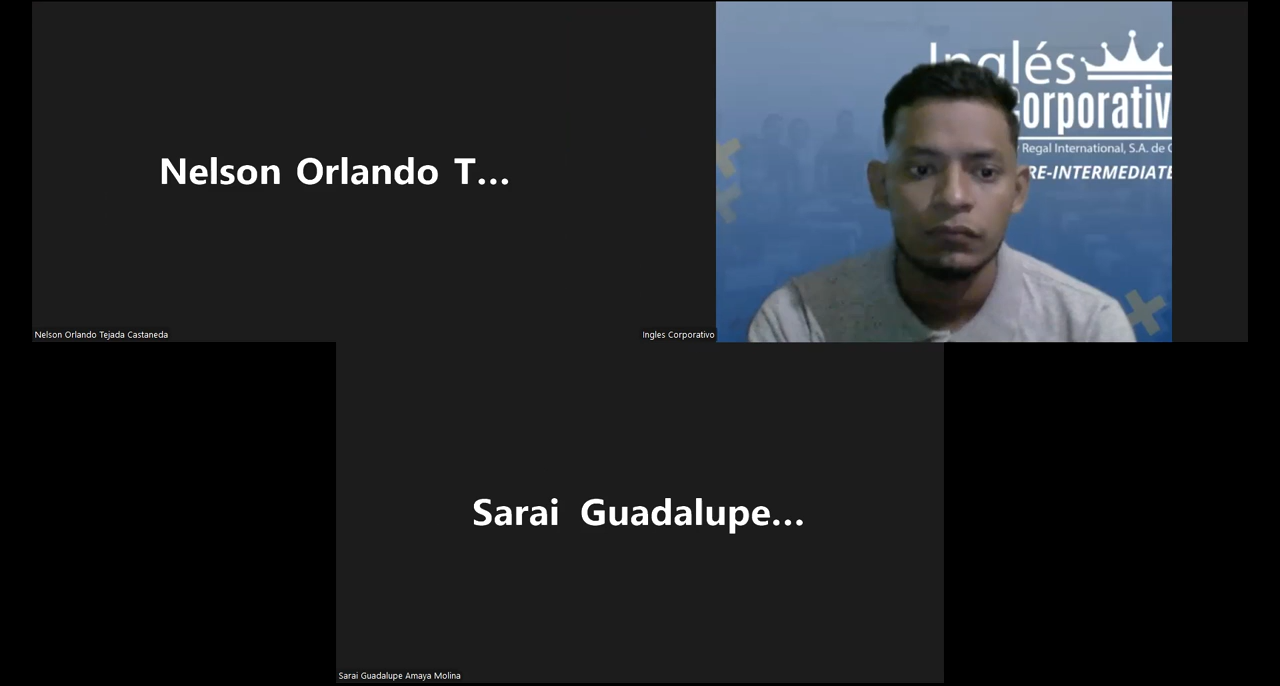 Nelson Orlando T...
Nelson Orlando Tejada Castaneda
Inglés
Corporativ
Regal International, S.A. de
RE-INTERMEDIATE
Ingles Corporativo
Sarai Guadalupe...
Sarai Guadalupe Amaya Molina